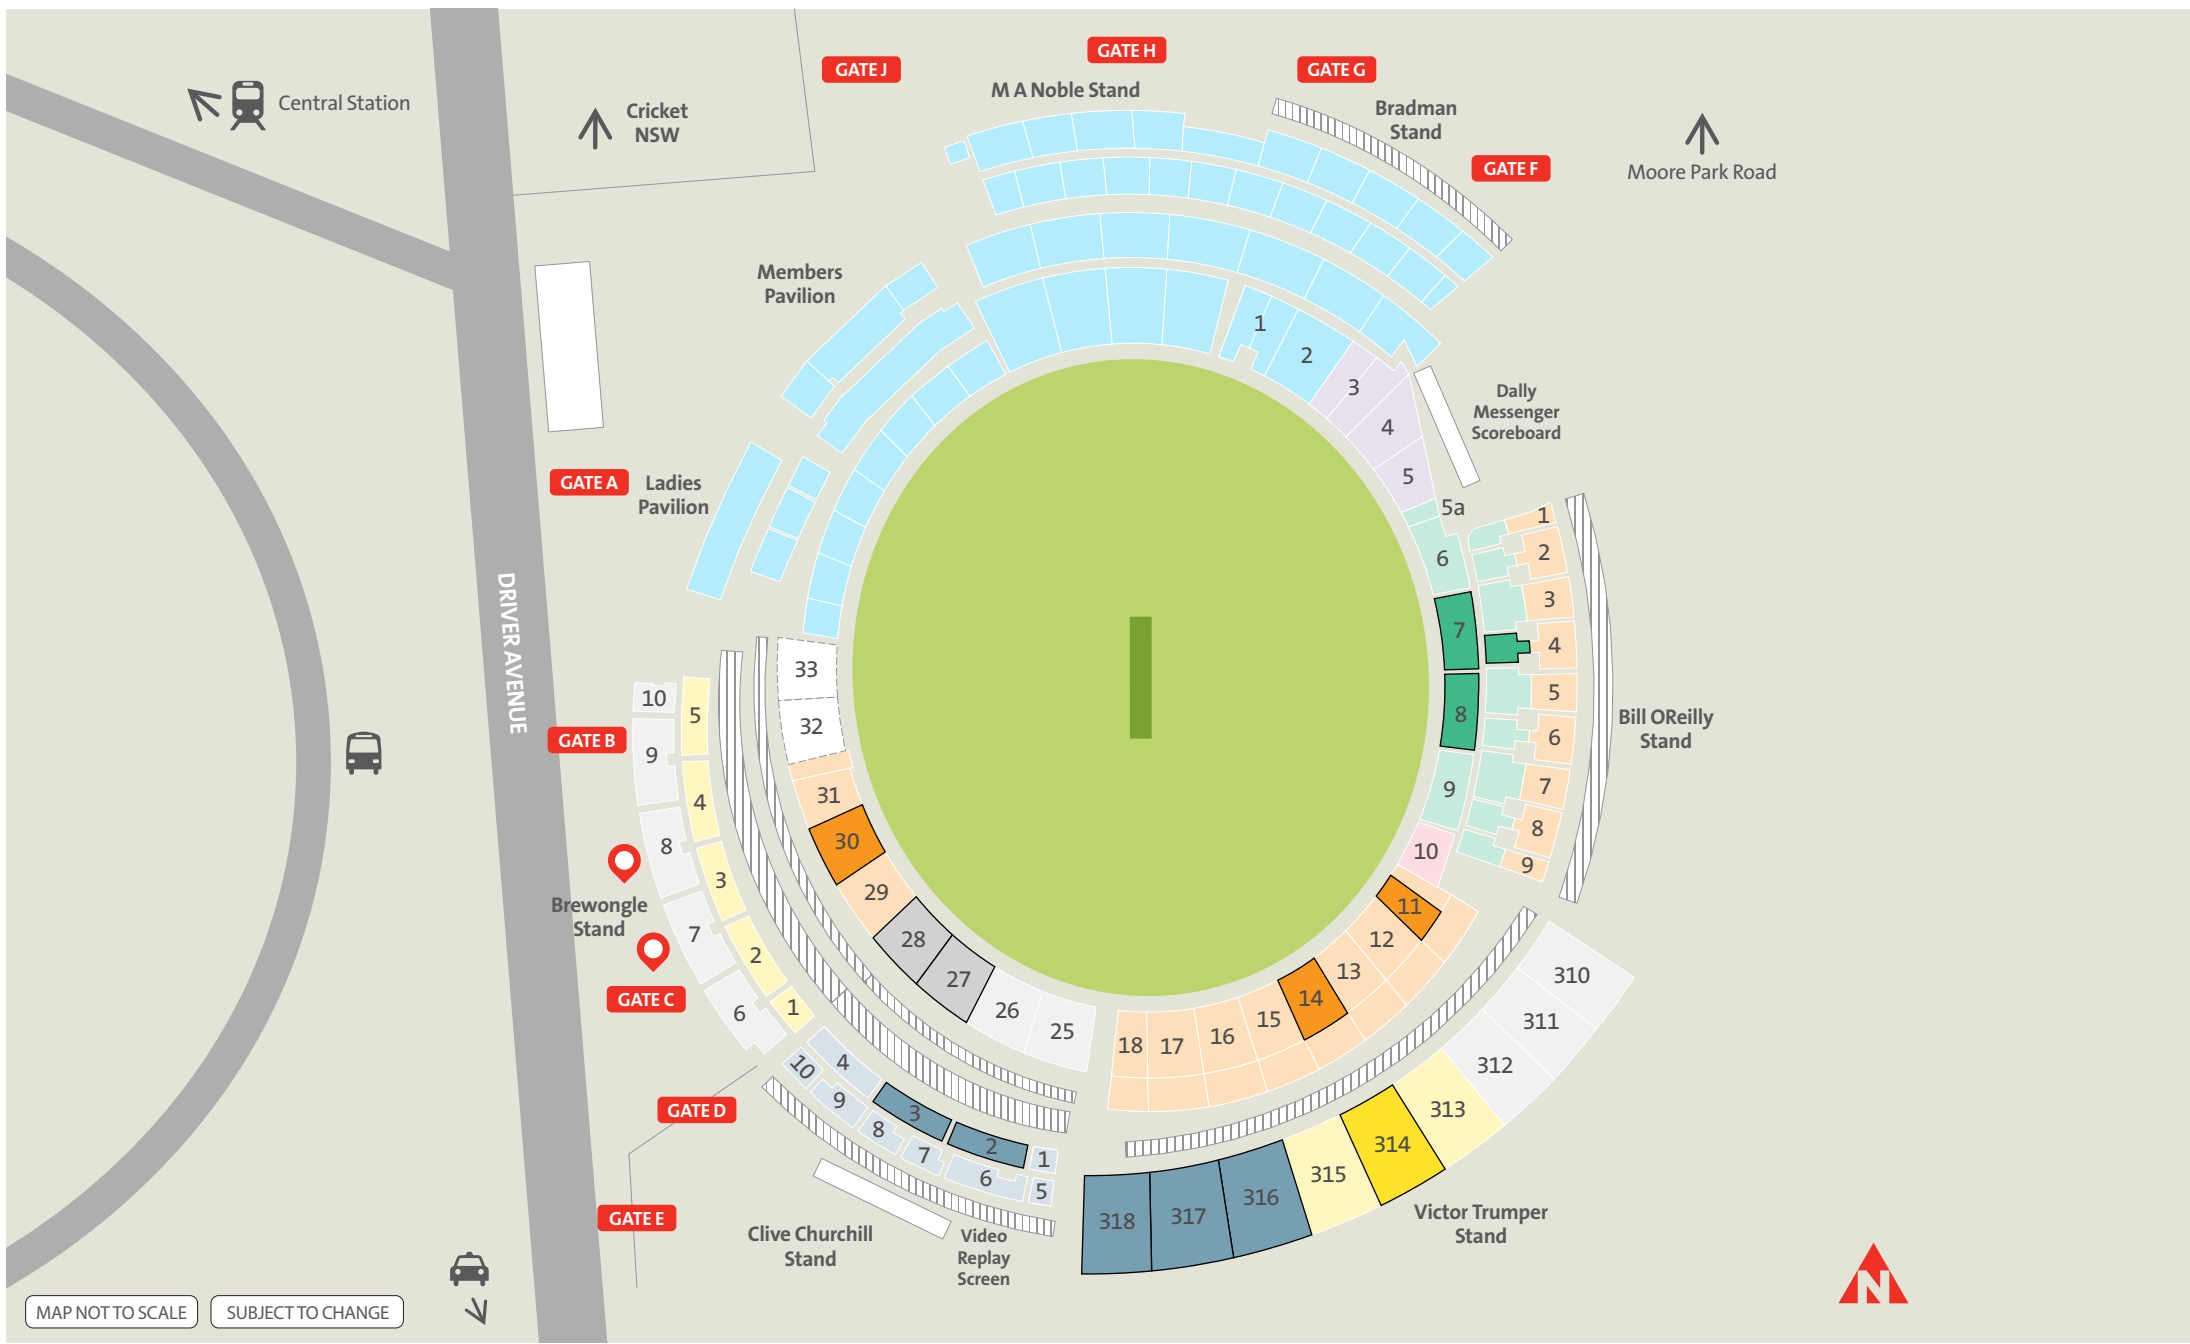 GATE H
GATE J
GATE G
M A Noble Stand
Central Station
Cricket
NSW
Bradman
Stand
GATE F
Moore Park Road
Members
Pavilion
1
2
3
4
5
5a
Dally
Messenger
Scoreboard
GATE A
Ladies
Pavilion
DRIVER AVENUE
6
7
8
9
10
1
2
3
4
5
6
7
8
9
Bill OReilly
Stand
33
32
31
30
29
28
27
26
25
10
9
8
7
6
5
4
3
2
1
GATE B
Brewongle
Stand
GATE C
11
12
13
14
15
16
17
18
310
311
312
313
314
315
316
317
318
Victor Trumper
Stand
4
3
2
1
10
9
8
7
6
5
GATE D
GATE E
Clive Churchill
Stand
Video
Replay
Screen
N
MAP NOT TO SCALE
SUBJECT TO CHANGE